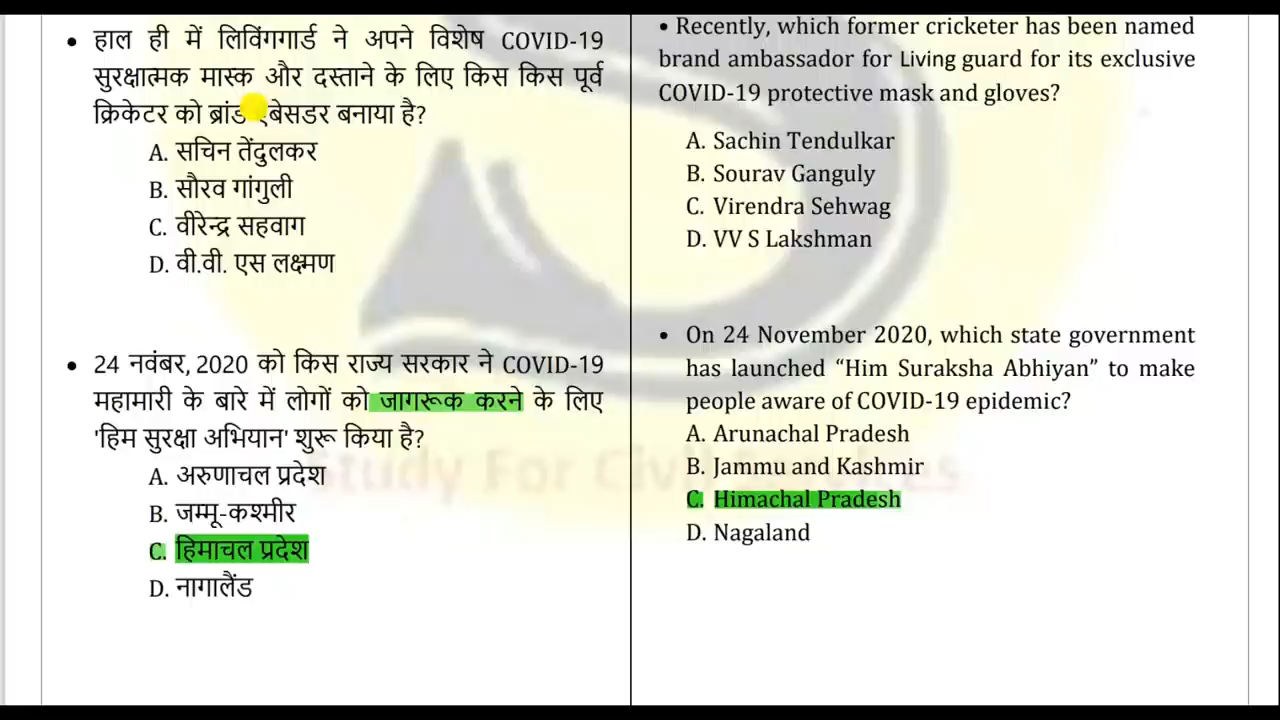 • हाल ही में लिविंगगार्ड ने अपने विशेष COVID-19
सुरक्षात्मक मास्क और दस्ताने के लिए किस किस पूर्व
क्रिकेटर को ब्रांड एंबेसडर बनाया है?
A. सचिन तेंदुलकर
B. सौरव गांगुली
C. वीरेन्द्र सहवाग
D. वी.वी. एस लक्ष्मण
• 24 नवंबर, 2020 को किस राज्य सरकार ने COVID-19
महामारी के बारे में लोगों को जागरूक करने के लिए
'हिम सुरक्षा अभियान' शुरू किया है?
A. अरुणाचल प्रदेश
B. जम्मू-कश्मीर
C. हिमाचल प्रदेश
D. नागालैंड
• Recently, which former cricketer has been named
brand ambassador for Living guard for its exclusive
COVID-19 protective mask and gloves?
A. Sachin Tendulkar
B. Sourav Ganguly
C. Virendra Sehwag
D. VV S Lakshman
• On 24 November 2020, which state government
has launched “Him Suraksha Abhiyan” to make
people aware of COVID-19 epidemic?
A. Arunachal Pradesh
B. Jammu and Kashmir
C. Himachal Pradesh
D. Nagaland
Study For Civil Services